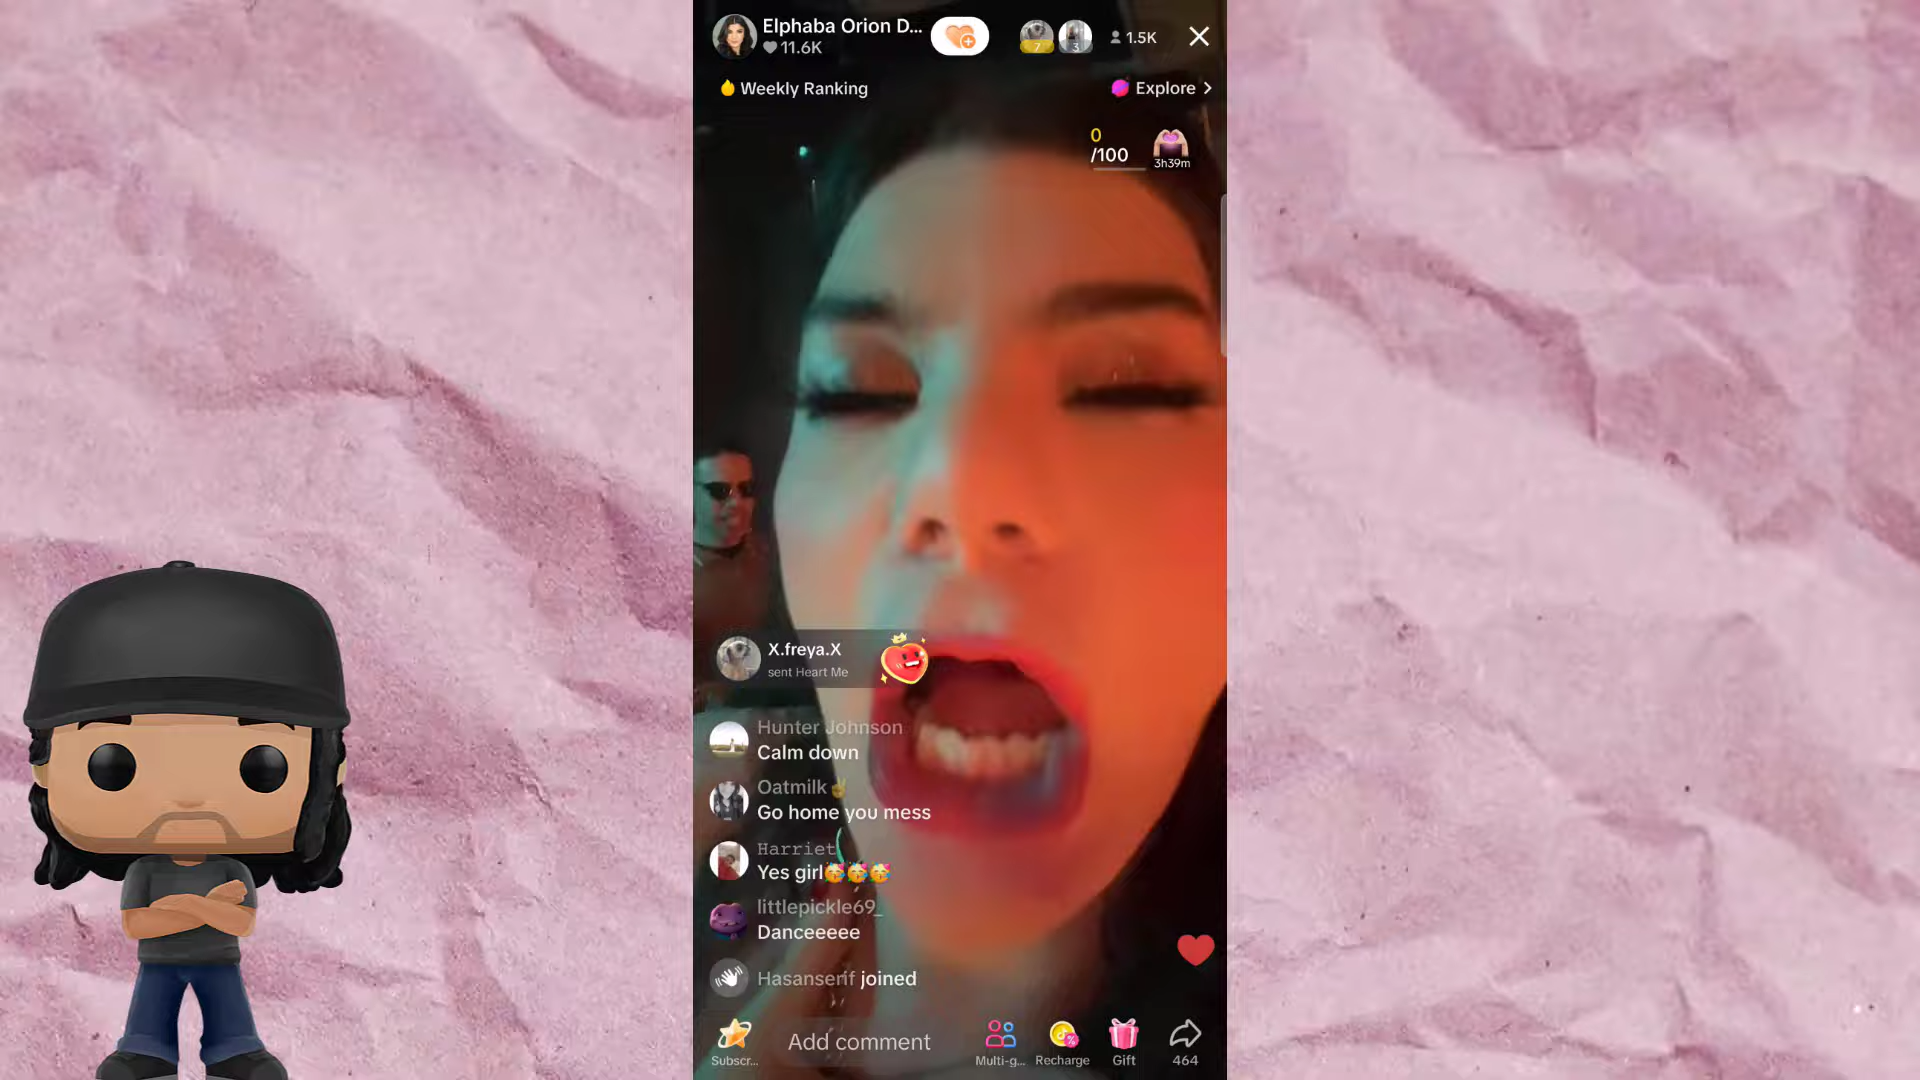 Elphaba Orion D...
11.6K
7
3
1.5K
Weekly Ranking
Explore
0
/100
3h39m
X.freya.X
sent Heart Me
Hunter Johnson
Calm down
Oatmilk✌
Go home you mess
Harriet
Yes girl🥳🥳🥳
littlepickle69_
Danceeeee
Hasanserif joined
Subscr...
Add comment
Multi-g...
Recharge
Gift
464